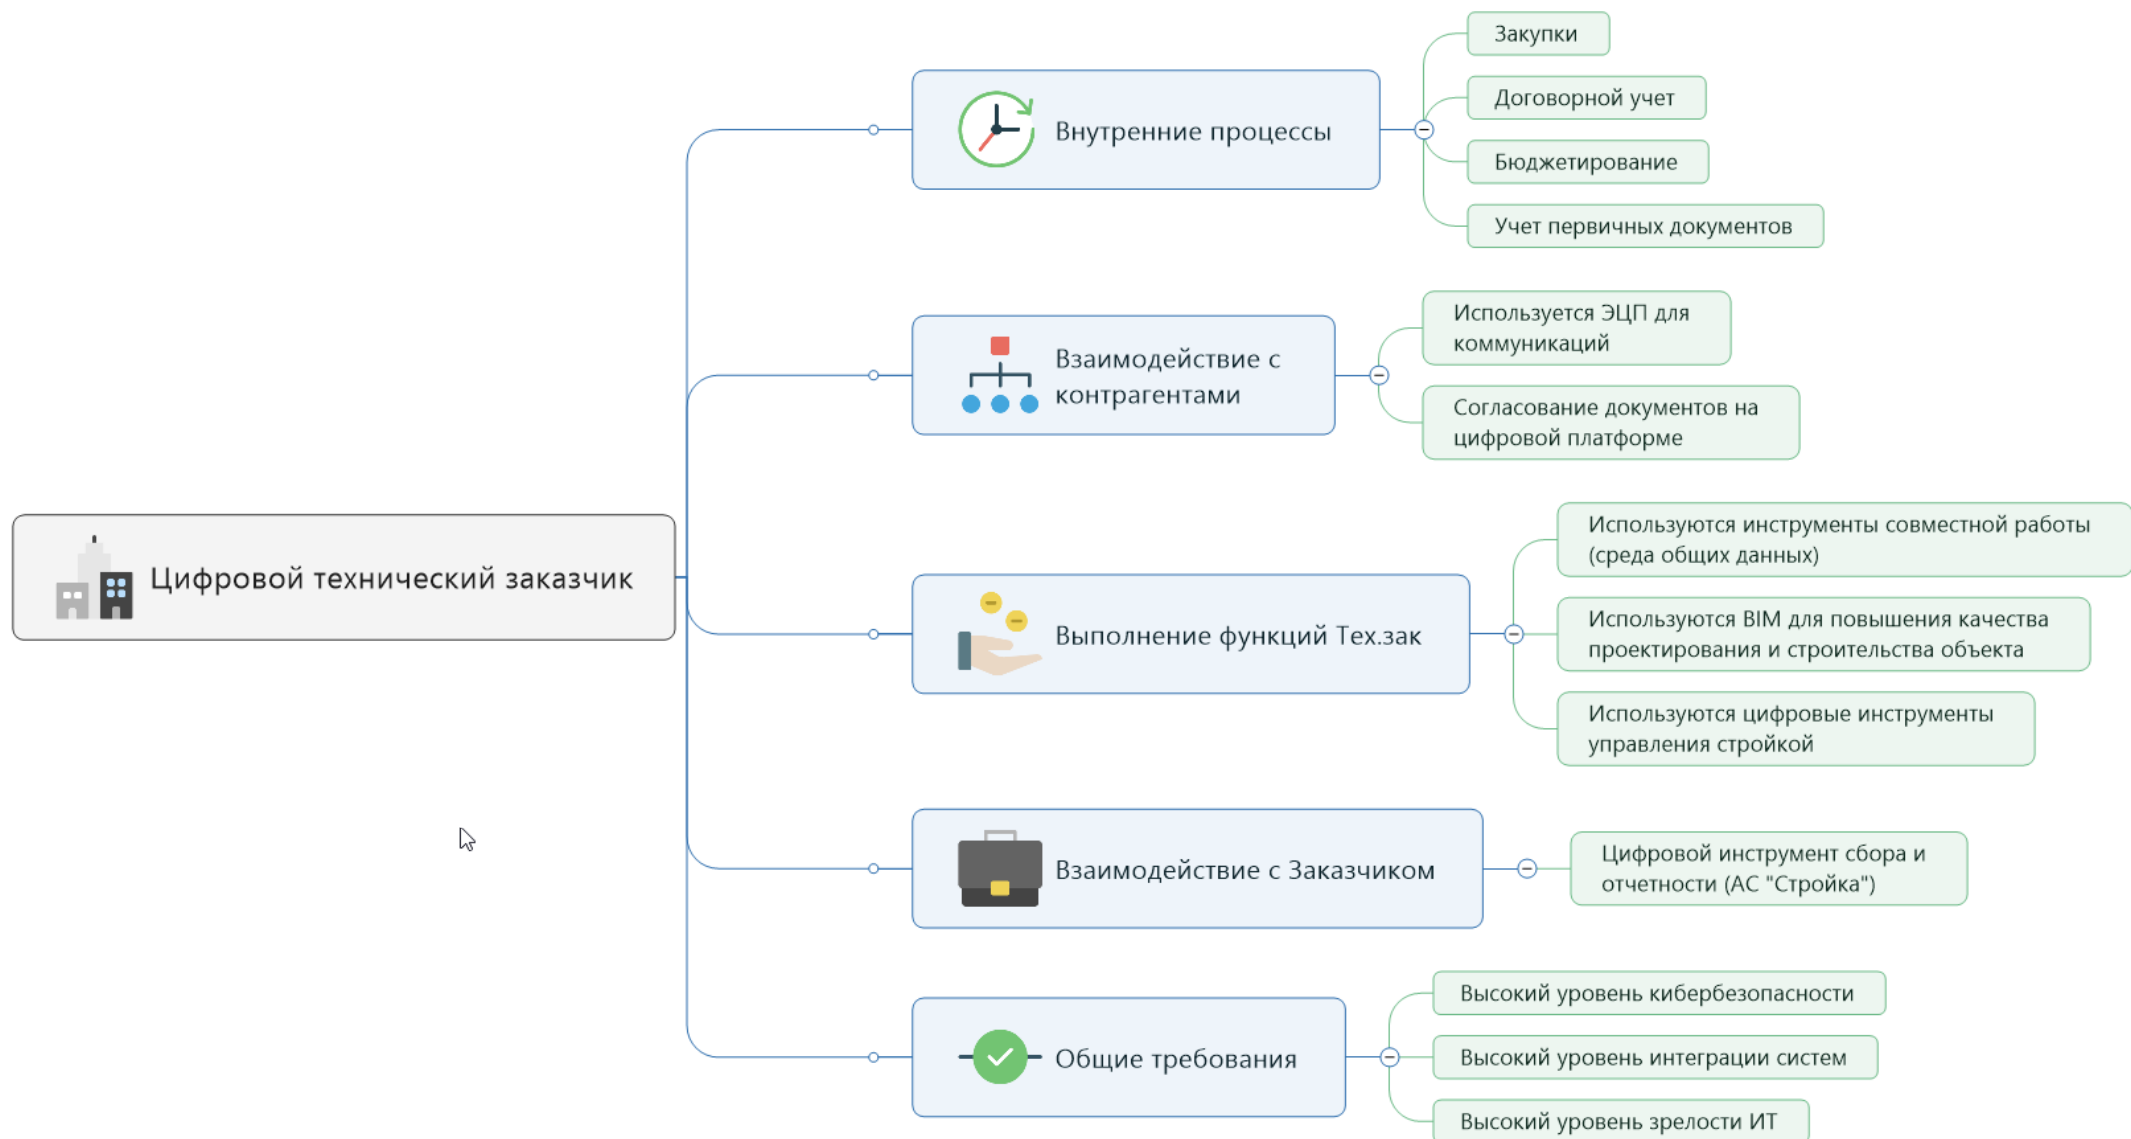 Цифровой технический заказчик
Внутренние процессы
Закупки
Договорной учет
Бюджетирование
Учет первичных документов
Взаимодействие с
контрагентами
Используется ЭЦП для
коммуникаций
Согласование документов на
цифровой платформе
Выполнение функций Тех.зак
Используются инструменты совместной работы
(среда общих данных)
Используются BIM для повышения качества
проектирования и строительства объекта
Используются цифровые инструменты
управления стройкой
Взаимодействие с Заказчиком
Цифровой инструмент сбора и
отчетности (АС "Стройка")
Общие требования
Высокий уровень кибербезопасности
Высокий уровень интеграции систем
Высокий уровень зрелости ИТ